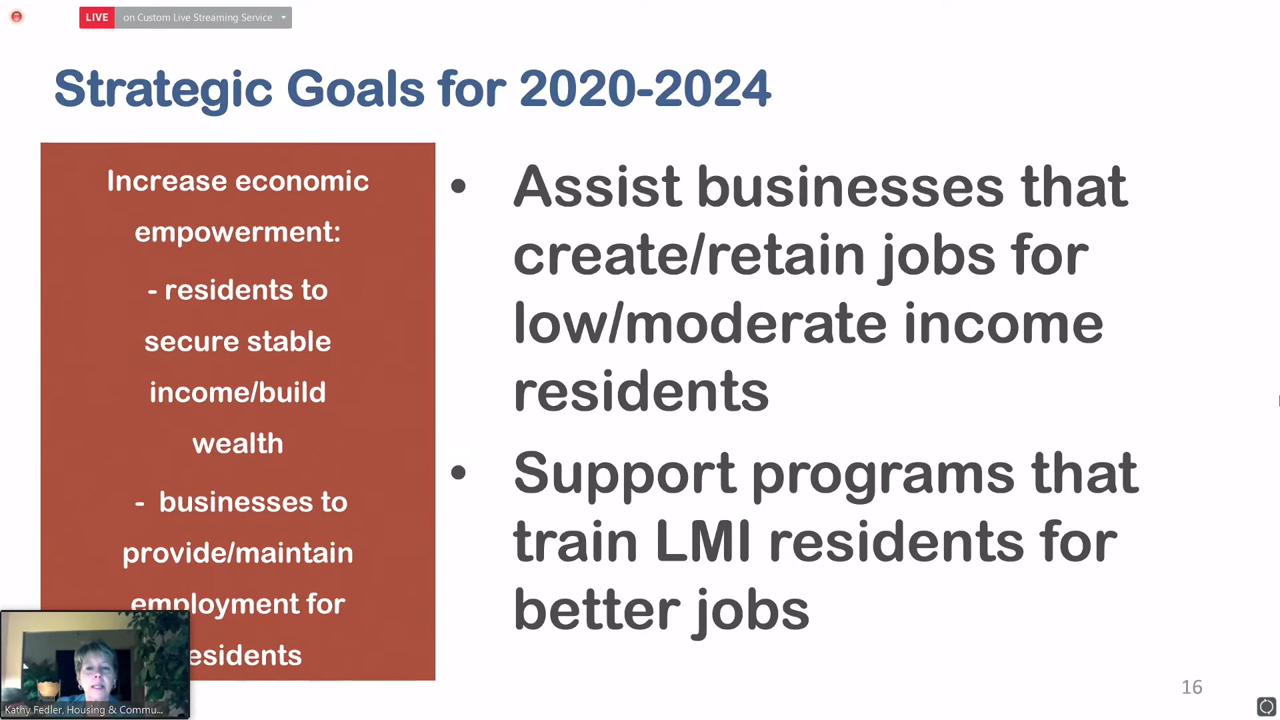 LIVE on Custom Live Streaming Service
Strategic Goals for 2020-2024
Increase economic
empowerment:
- residents to
secure stable
income/build
wealth
- businesses to
provide/maintain
employment for
residents
• Assist businesses that
create/retain jobs for
low/moderate income
residents
• Support programs that
train LMI residents for
better jobs
Kathy Fedler, Housing & Commu...
16